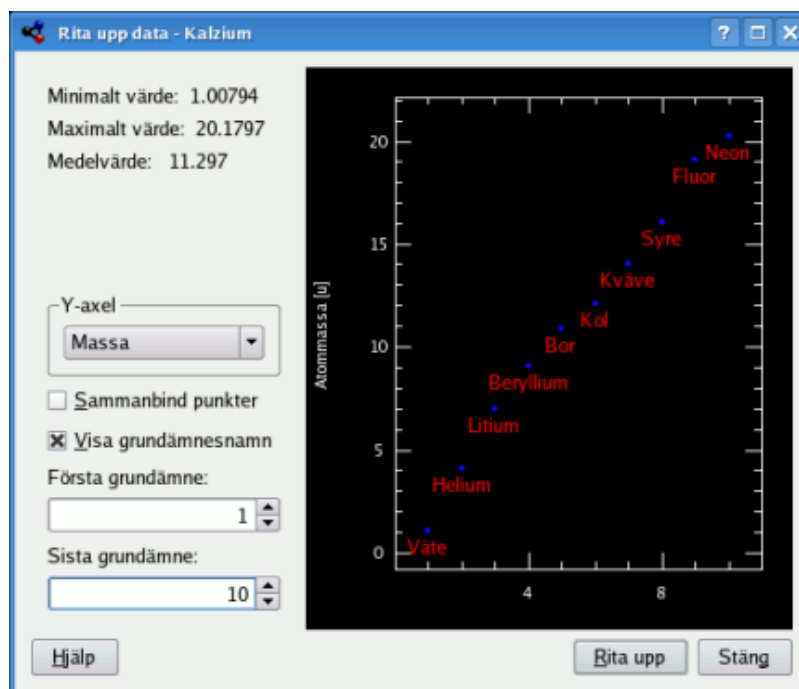 Rita upp data - Kalzium
Minimalt värde: 1.00794
Maximalt värde: 20.1797
Medelvärde: 11.297
Y-axel
Massa
Sammanbind punkter
Visa grundämnesnamn
Första grundämne:
1
Sista grundämne:
10
Atommassa [u]
20
15
10
5
0
4
8
Neon
Fluor
Syre
Kväve
Kol
Bor
Beryllium
Litium
Helium
Väte
Hjälp
Rita upp
Stäng